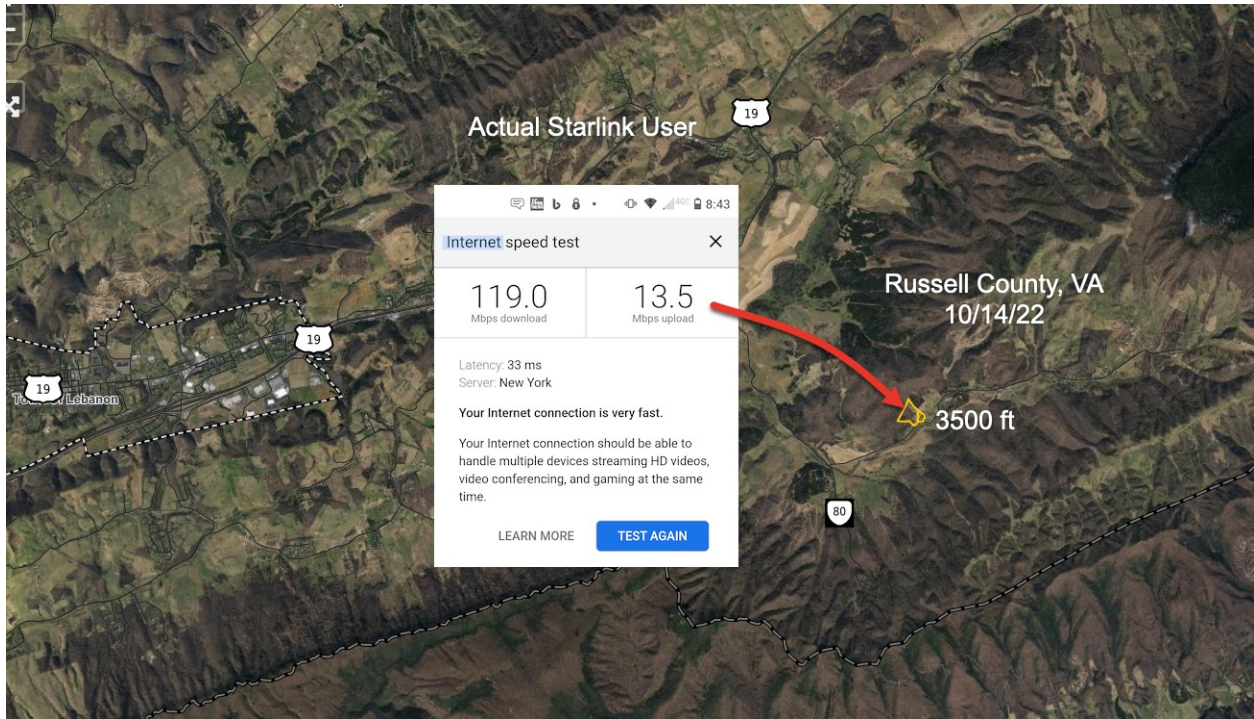 19
Actual Starlink User
8:43
Internet speed test
119.0
Mbps download
13.5
Mbps upload
Russell County, VA
10/14/22
19
Latency: 33 ms
Server: New York
19
Lebanon
Your Internet connection is very fast.
3500 ft
Your Internet connection should be able to
handle multiple devices streaming HD videos,
video conferencing, and gaming at the same
time.
80
LEARN MORE
TEST AGAIN